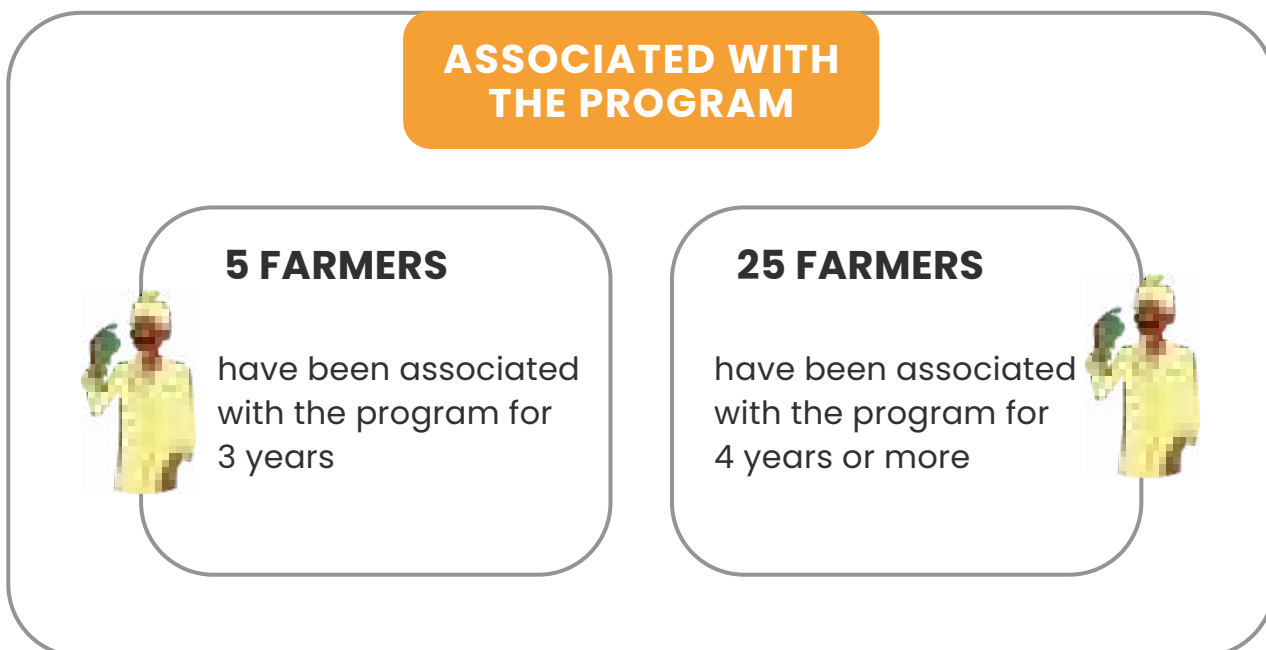 ASSOCIATED WITH
THE PROGRAM
5 FARMERS
have been associated
with the program for
3 years
25 FARMERS
have been associated
with the program for
4 years or more